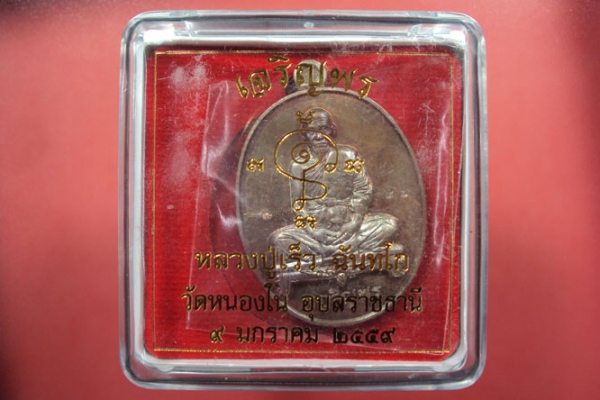 เจริญพร
หลวงปู่เร็ว ฉันทโก
วัดหนองโน อุบลราชธานี
๙ มกราคม ๒๕๕๙